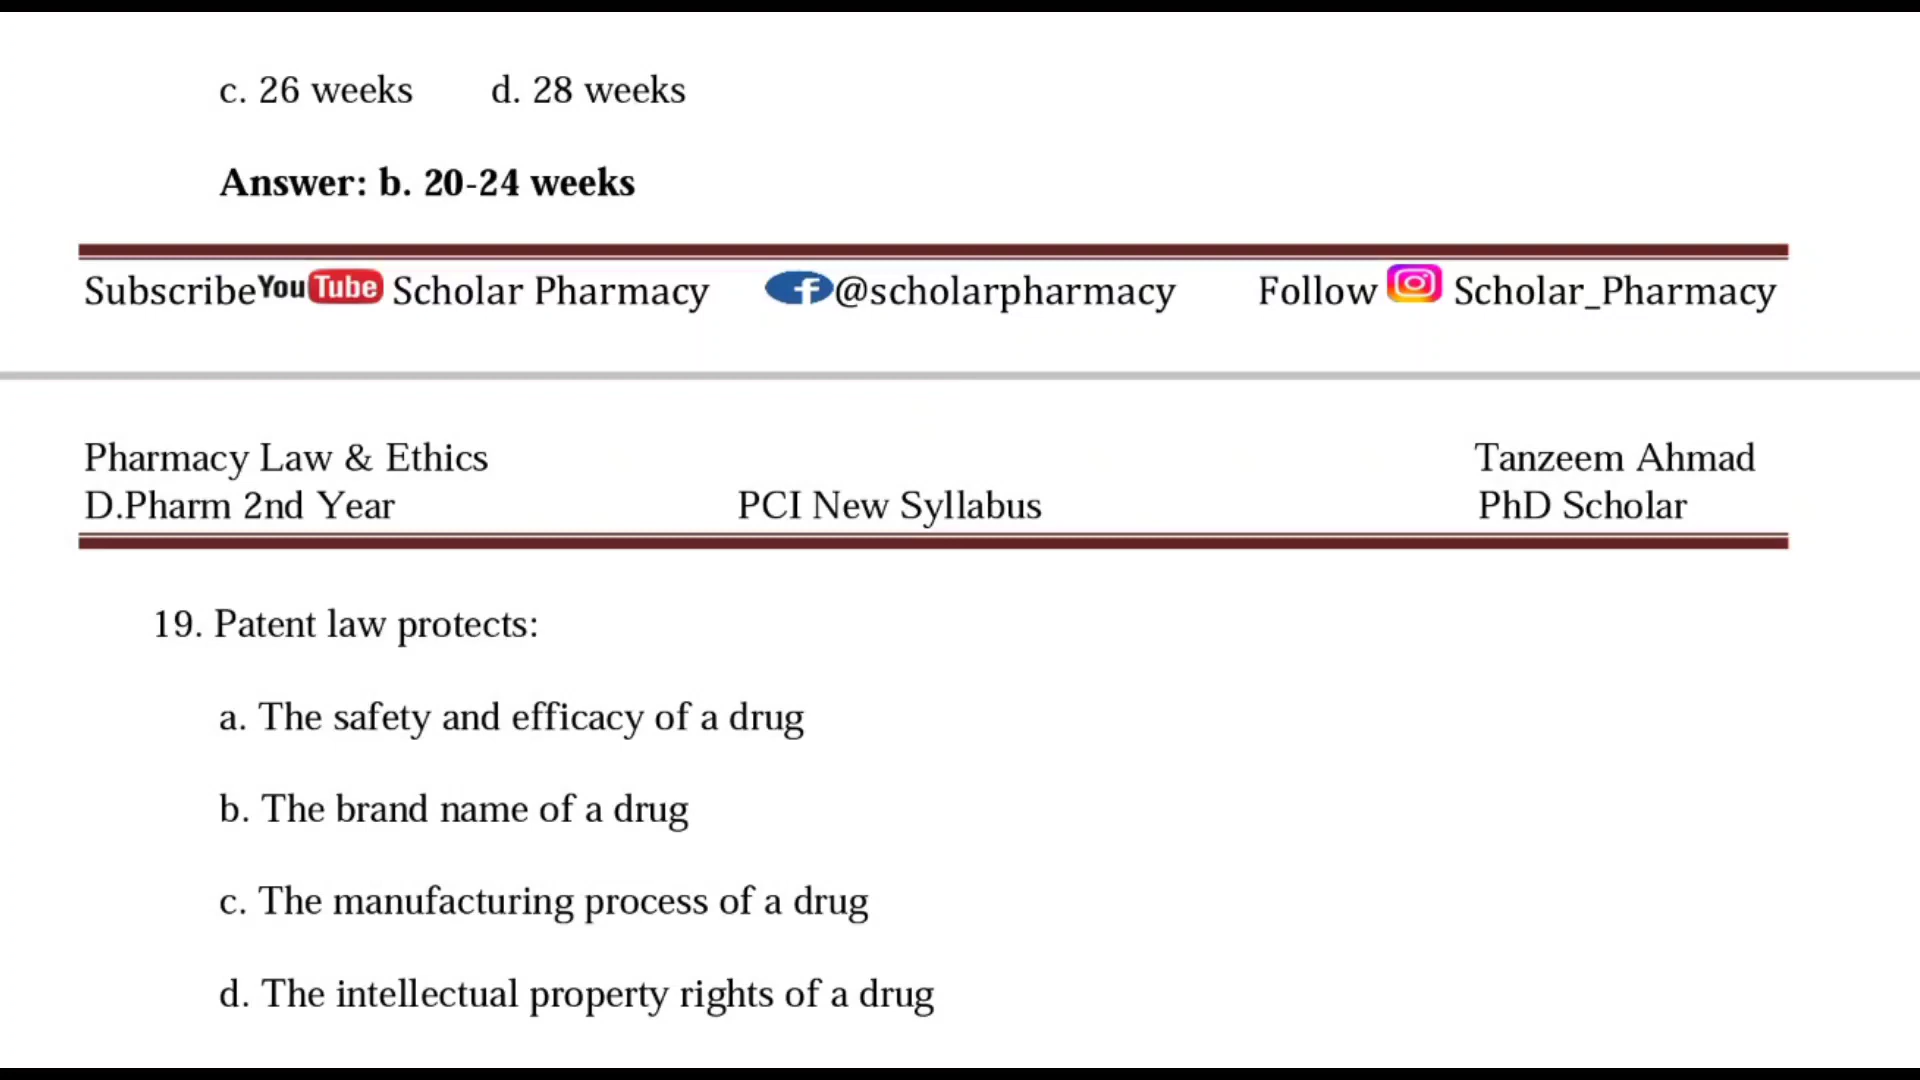 c. 26 weeks d. 28 weeks
Answer: b. 20-24 weeks
Subscribe YouTube Scholar Pharmacy f @scholarpharmacy Follow Scholar_Pharmacy
Pharmacy Law & Ethics Tanzeem Ahmad
D.Pharm 2nd Year PCI New Syllabus PhD Scholar
19. Patent law protects:
a. The safety and efficacy of a drug
b. The brand name of a drug
c. The manufacturing process of a drug
d. The intellectual property rights of a drug